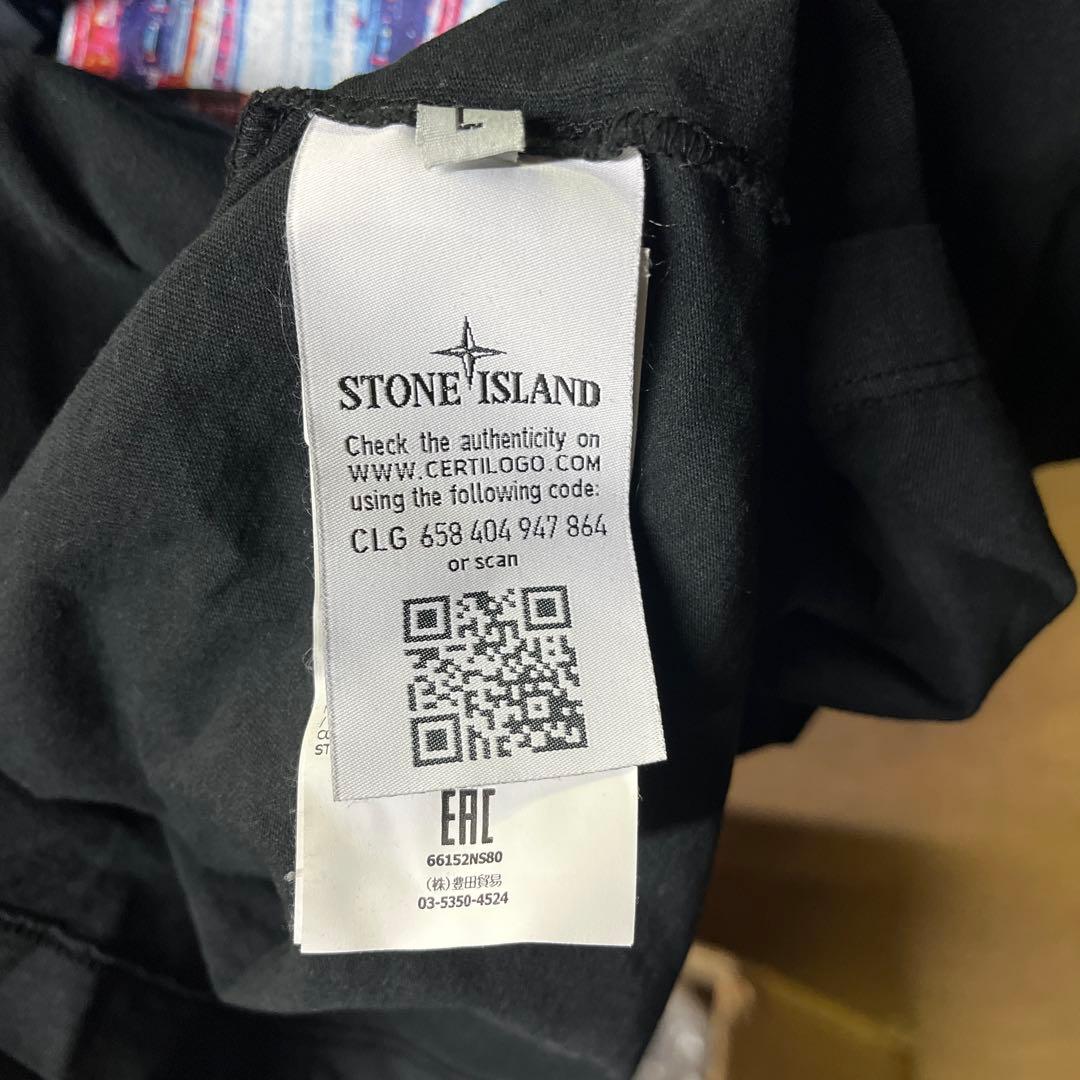 L
STONE ISLAND
Check the authenticity on
WWW.CERTILOGO.COM
using the following code:
CLG 658 404 947 864
or scan
ST
EAC
66152NS80
(株)豊田貿易
03-5350-4524